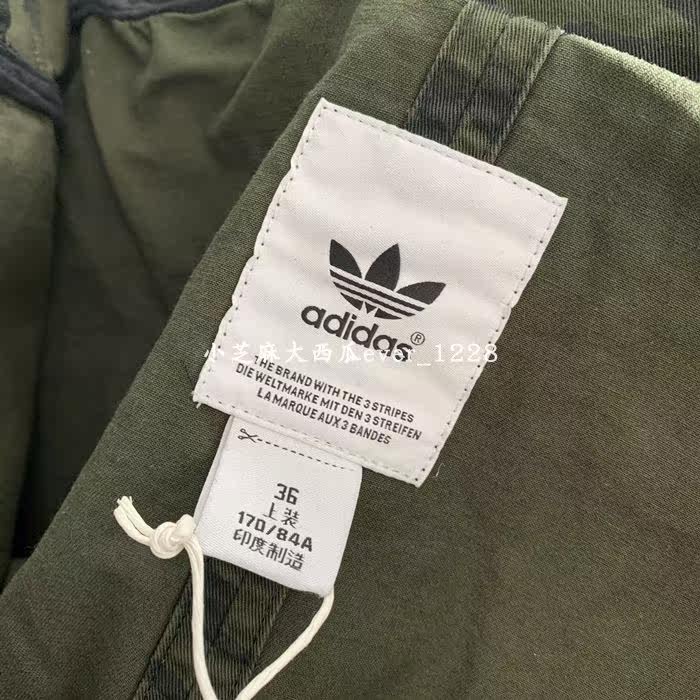 adidas®
小芝麻大西瓜ever_1228
THE BRAND WITH THE 3 STRIPES
DIE WELTMARKE MIT DEN 3 STREIFEN
LA MARQUE AUX 3 BANDES
36
上装
170/84A
印度制造